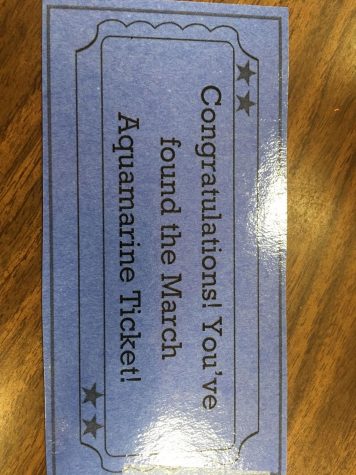 Congratulations! You've
found the March
Aquamarine Ticket!